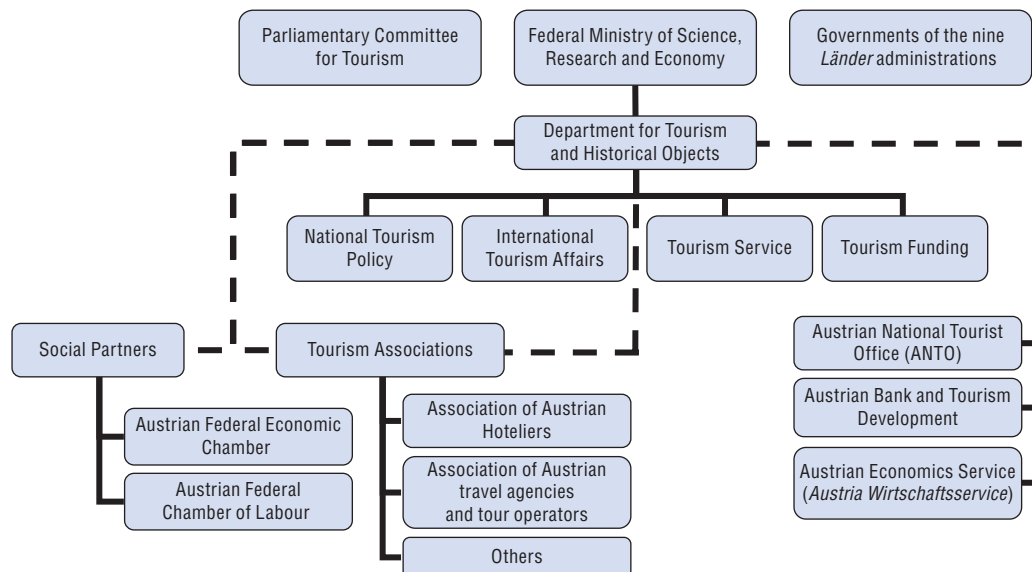 Parliamentary Committee
for Tourism
Federal Ministry of Science,
Research and Economy
Governments of the nine
Länder administrations
Department for Tourism
and Historical Objects
National Tourism
Policy
International
Tourism Affairs
Tourism Service
Tourism Funding
Social Partners
Tourism Associations
Austrian National Tourist
Office (ANTO)
Austrian Federal Economic
Chamber
Austrian Federal
Chamber of Labour
Association of Austrian
Hoteliers
Association of Austrian
travel agencies
and tour operators
Others
Austrian Bank and Tourism
Development
Austrian Economics Service
(Austria Wirtschaftsservice)